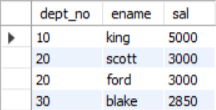 dept_no ename sal
10 king 5000
20 scott 3000
20 ford 3000
30 blake 2850